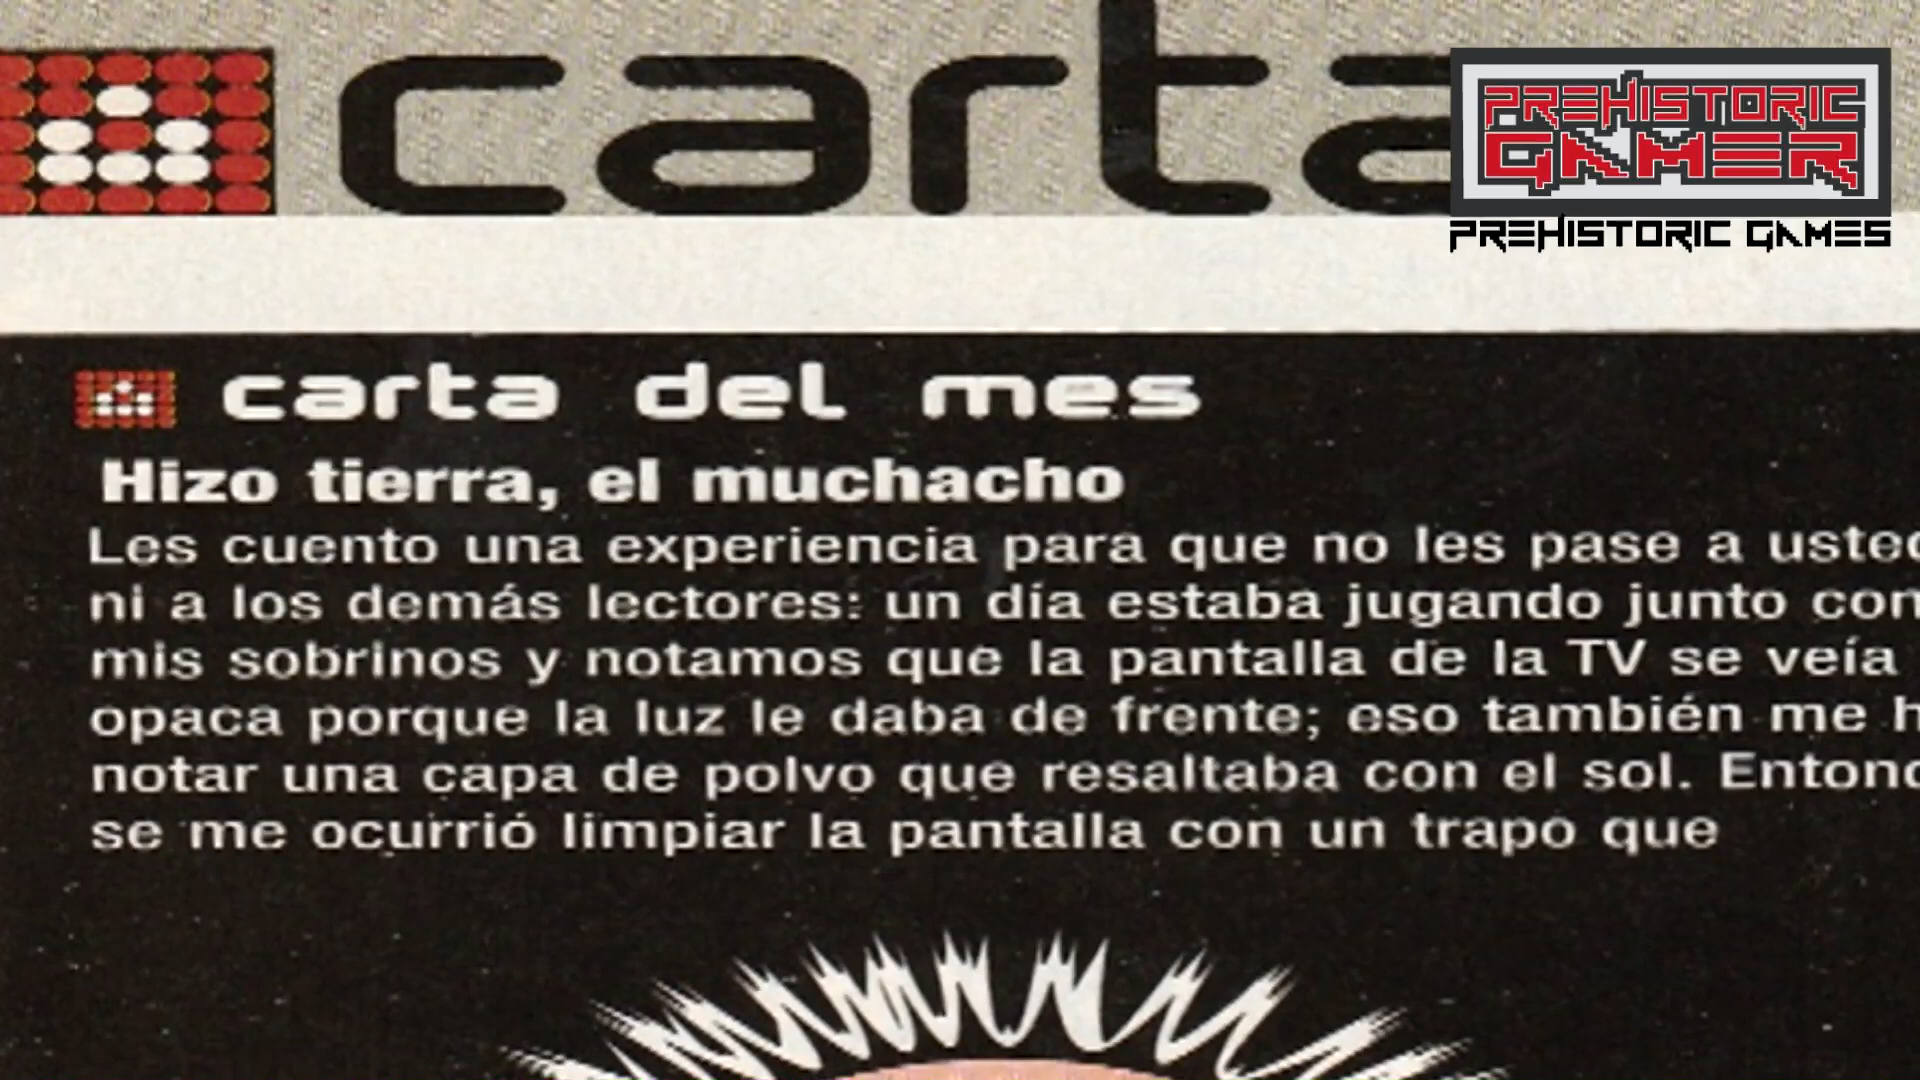 carta
PREHISTORIC
GAMER
PREHISTORIC GAMES
carta del mes
Hizo tierra, el muchacho
Les cuento una experiencia para que no les pase a usted
ni a los demás lectores: un día estaba jugando junto con
mis sobrinos y notamos que la pantalla de la TV se veía
opaca porque la luz le daba de frente; eso también me h
notar una capa de polvo que resaltaba con el sol. Entonc
se me ocurrió limpiar la pantalla con un trapo que